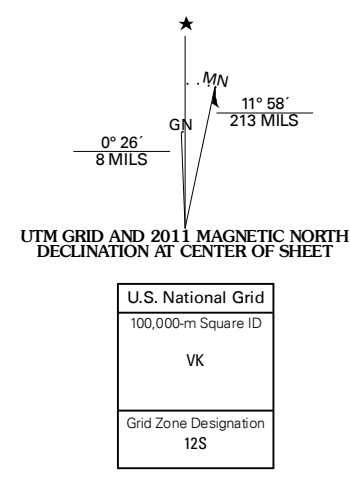 MN
11° 58´
213 MILS
GN
0° 26´
8 MILS
UTM GRID AND 2011 MAGNETIC NORTH
DECLINATION AT CENTER OF SHEET
U.S. National Grid
100,000-m Square ID
VK
Grid Zone Designation
12S